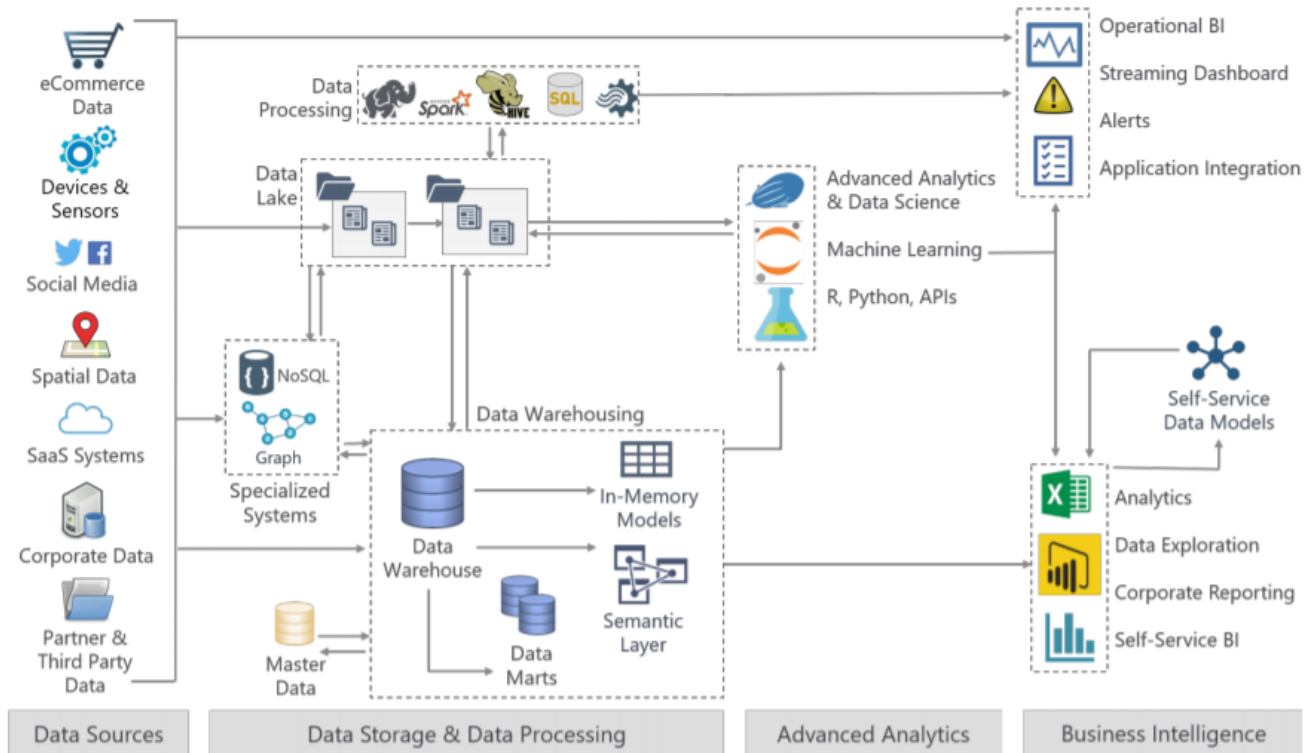 eCommerce
Data
Devices &
Sensors
Social Media
Spatial Data
SaaS Systems
Corporate Data
Partner &
Third Party
Data
Data
Processing
APACHE
Spark
HIVE
SQL
Data
Lake
NoSQL
Graph
Specialized
Systems
Data Warehousing
Data
Warehouse
In-Memory
Models
Semantic
Layer
Data
Marts
Master
Data
Advanced Analytics
& Data Science
Machine Learning
R, Python, APIs
Operational BI
Streaming Dashboard
Alerts
Application Integration
Self-Service
Data Models
X
Analytics
Data Exploration
Corporate Reporting
Self-Service BI
Data Sources
Data Storage & Data Processing
Advanced Analytics
Business Intelligence